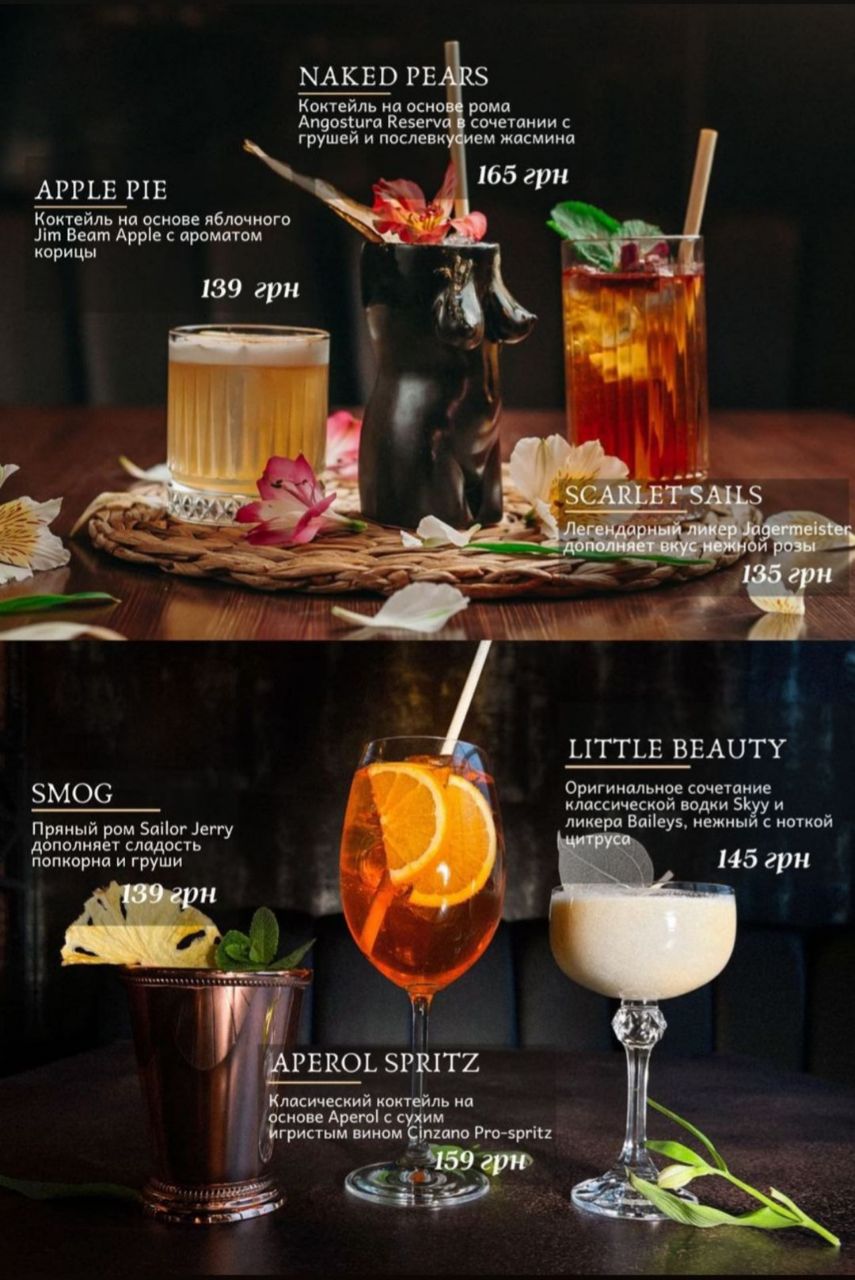 NAKED PEARS
Коктейль на основе рома
Angostura Reserva в сочетании с
грушей и послевкусием жасмина
165 грн
APPLE PIE
Коктейль на основе яблочного
Jim Beam Apple с ароматом
корицы
139 грн
SCARLET SAILS
Легендарный ликер Jagermeister
дополняет вкус нежной розы
135 грн
LITTLE BEAUTY
Оригинальное сочетание
классической водки Skyy и
ликера Baileys, нежный с ноткой
цитруса
145 грн
SMOG
Пряный ром Sailor Jerry
дополняет сладость
попкорна и груши
139 грн
APEROL SPRITZ
Класический коктейль на
основе Aperol с сухим
игристым вином Cinzano Pro-spritz
159 грн